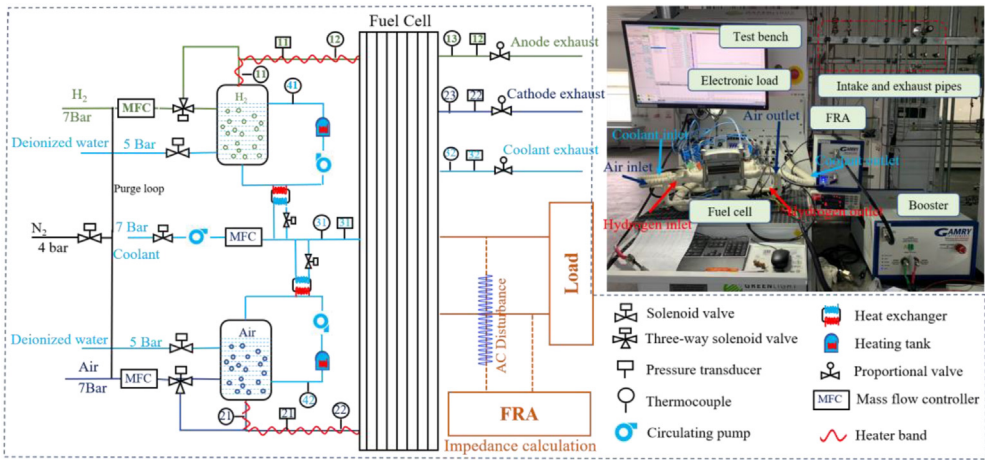 Fuel Cell
11
12
13
12
Anode exhaust
11
H₂
7Bar
MFC
H₂
41
23
22
Cathode exhaust
Deionized water
5 Bar
32
32
Coolant exhaust
Purge loop
N₂
4 bar
7 Bar
Coolant
MFC
31
31
Load
AC Disturbance
Deionized water
5 Bar
Air
Air
7Bar
MFC
42
21
21
22
FRA
Impedance calculation
Test bench
Electronic load
Intake and exhaust pipes
Air outlet
FRA
Coolant inlet
Coolant outlet
Air inlet
Fuel cell
Hydrogen outlet
Booster
Hydrogen inlet
GAMRY
GREENLIGHT
Solenoid valve
Heat exchanger
Three-way solenoid valve
Heating tank
Pressure transducer
Proportional valve
Thermocouple
MFC
Mass flow controller
Circulating pump
Heater band